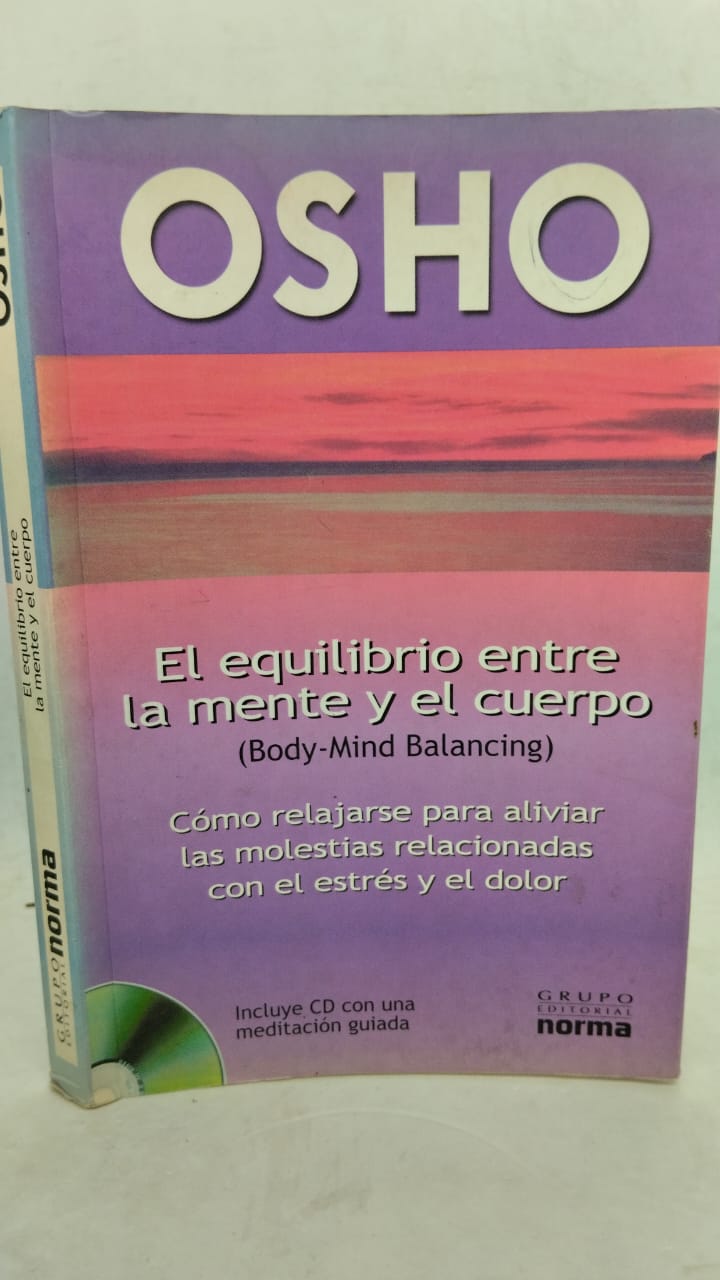 OSHO
El equilibrio entre
la mente y el cuerpo
(Body-Mind Balancing)
Cómo relajarse para aliviar
las molestias relacionadas
con el estrés y el dolor
Incluye CD con una
meditación guiada
GRUPO
EDITORIAL
norma
OSHO
El equilibrio entre
la mente y el cuerpo
GRUPO
EDITORIAL
norma